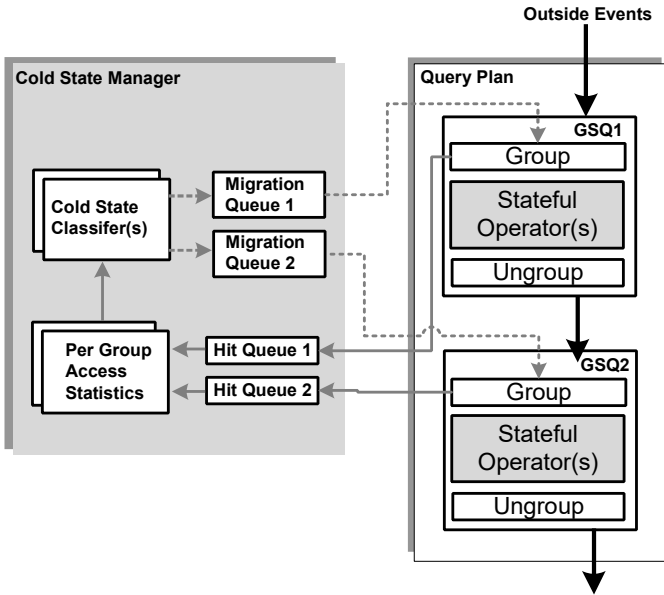 Outside Events
Cold State Manager
Cold State
Classifer(s)
Migration
Queue 1
Migration
Queue 2
Per Group
Access
Statistics
Hit Queue 1
Hit Queue 2
Query Plan
GSQ1
Group
Stateful
Operator(s)
Ungroup
GSQ2
Group
Stateful
Operator(s)
Ungroup